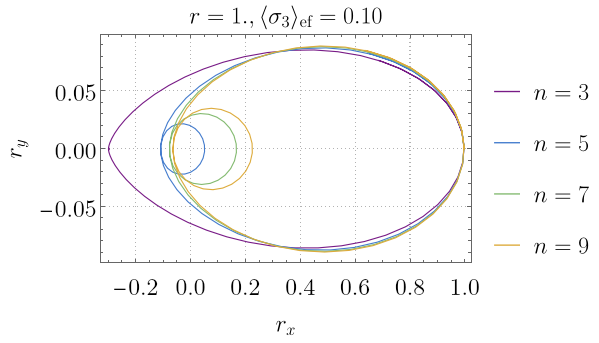 r = 1., ⟨σ₃⟩ef = 0.10
0.05
0.00
−0.05
r_y
−0.2 0.0 0.2 0.4 0.6 0.8 1.0
r_x
n = 3
n = 5
n = 7
n = 9